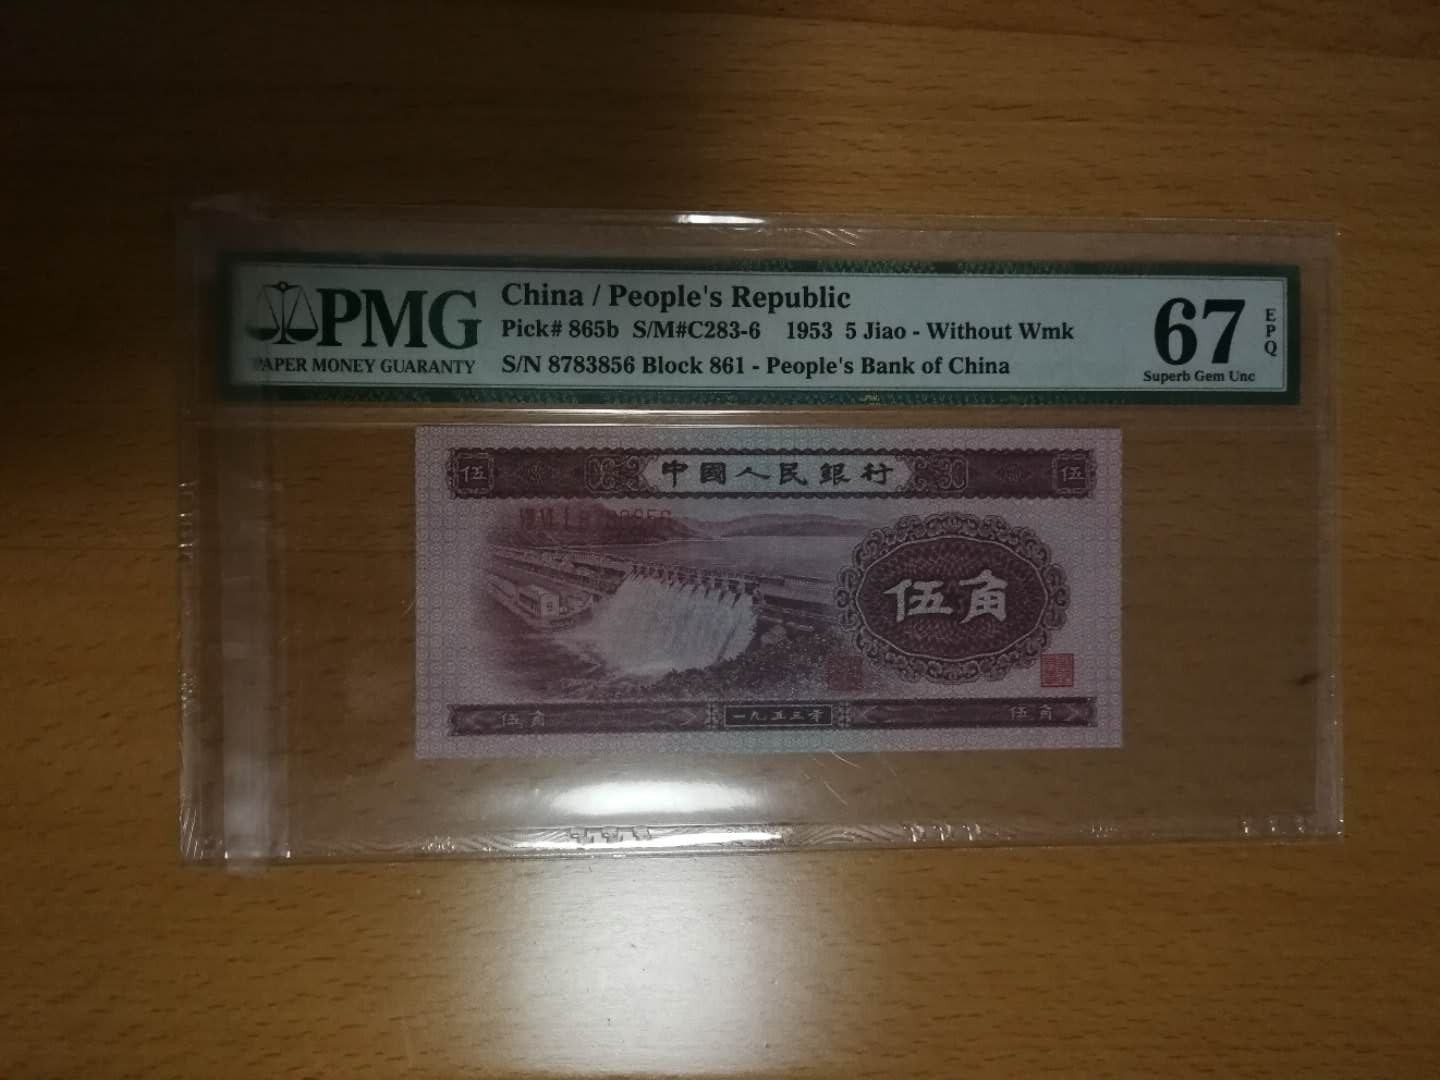 PMG
PAPER MONEY GUARANTY
China / People's Republic
Pick# 865b S/M#C283-6 1953 5 Jiao - Without Wmk
S/N 8783856 Block 861 - People's Bank of China
67
EPQ
Superb Gem Unc
伍 中國人民銀行 伍
伍角
伍角 一九五三年 伍角